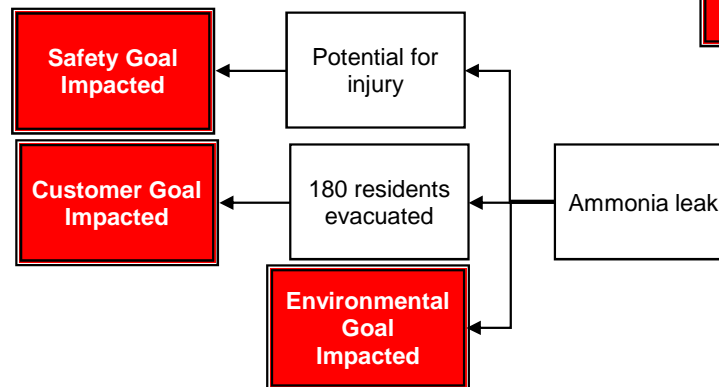 Safety Goal
Impacted
Potential for
injury
Customer Goal
Impacted
180 residents
evacuated
Ammonia leak
Environmental
Goal
Impacted